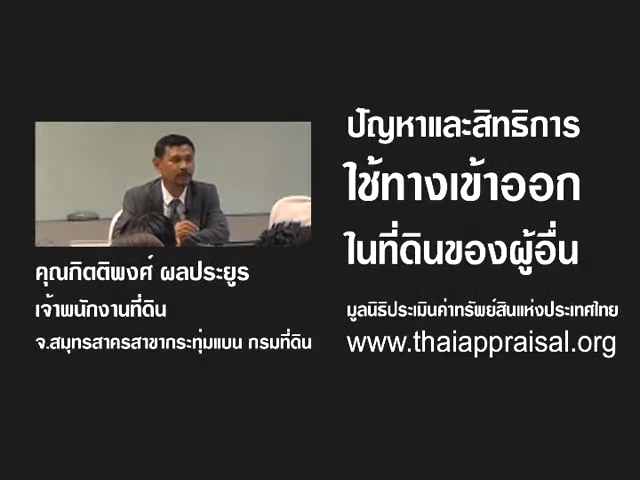 คุณกิตติพงศ์ ผลประยูร
เจ้าพนักงานที่ดิน
จ.สมุทรสาครสาขากระทุ่มแบน กรมที่ดิน
ปัญหาและสิทธิการ
ใช้ทางเข้าออก
ในที่ดินของผู้อื่น
มูลนิธิประเมินค่าทรัพย์สินแห่งประเทศไทย
www.thaiappraisal.org